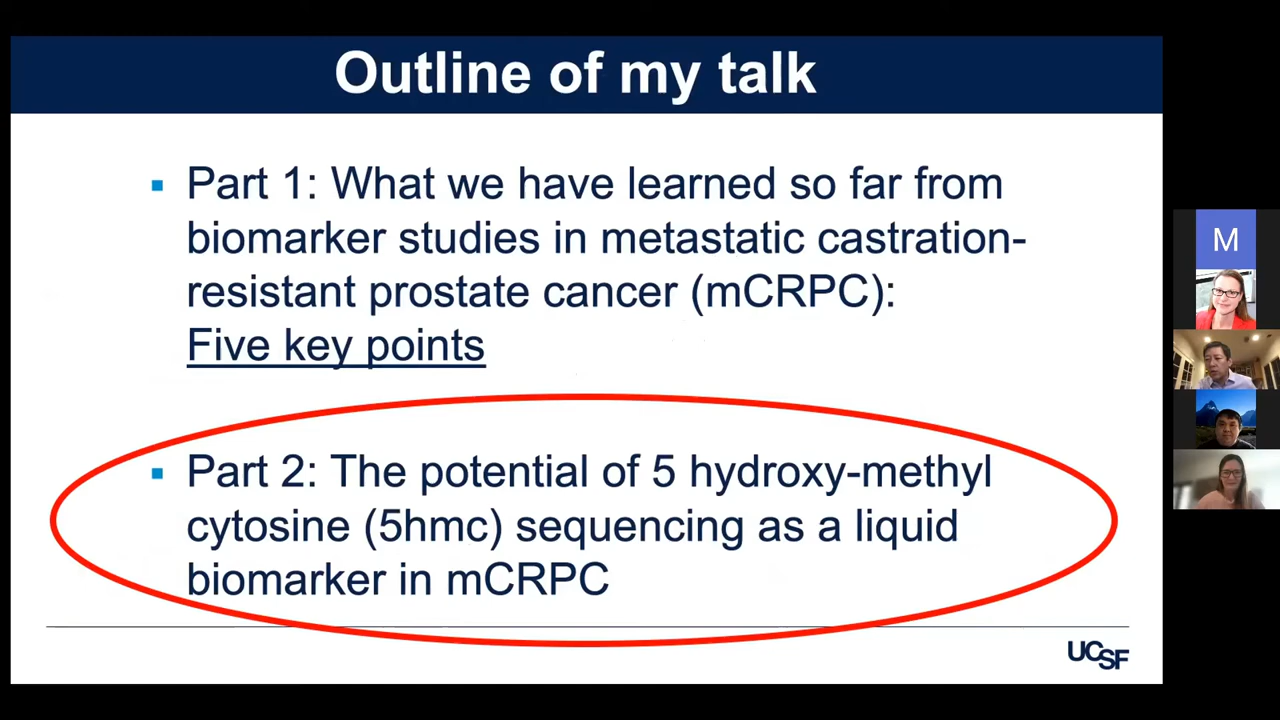 Outline of my talk
Part 1: What we have learned so far from
biomarker studies in metastatic castration-
resistant prostate cancer (mCRPC):
Five key points
Part 2: The potential of 5 hydroxy-methyl
cytosine (5hmc) sequencing as a liquid
biomarker in mCRPC
UCSF
M